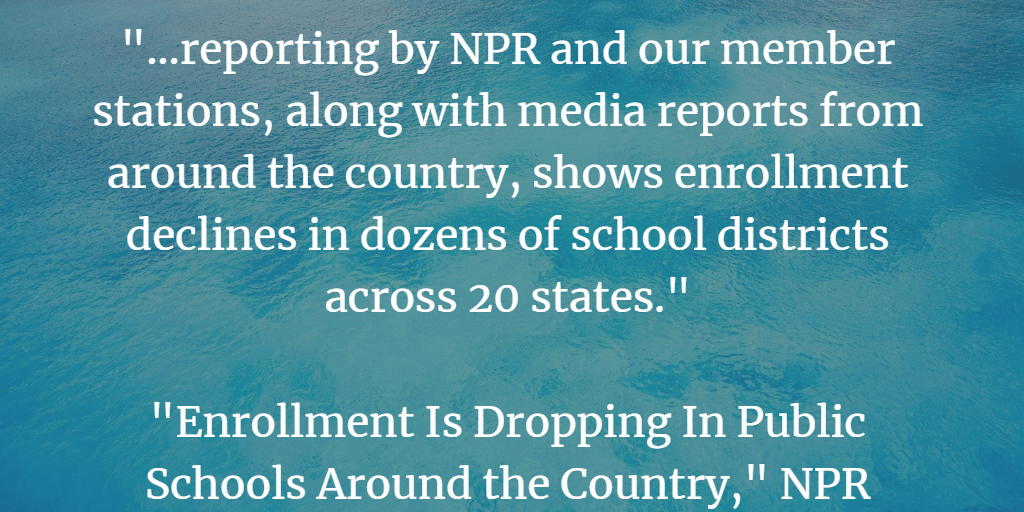 "...reporting by NPR and our member
stations, along with media reports from
around the country, shows enrollment
declines in dozens of school districts
across 20 states."
"Enrollment Is Dropping In Public
Schools Around the Country," NPR